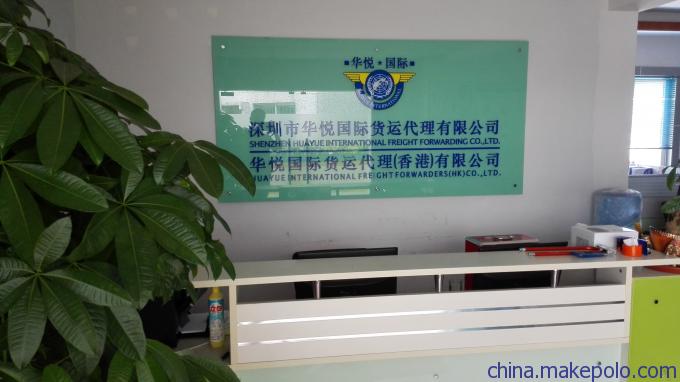 华悦★国际
INTERNATIONAL
深圳市华悦国际货运代理有限公司
SHENZHEN HUAYUE INTERNATIONAL FREIGHT FORWARDING CO.,LTD.
华悦国际货运代理(香港)有限公司
HUAYUE INTERNATIONAL FREIGHT FORWARDERS(HK)CO.,LTD.
china.makepolo.com